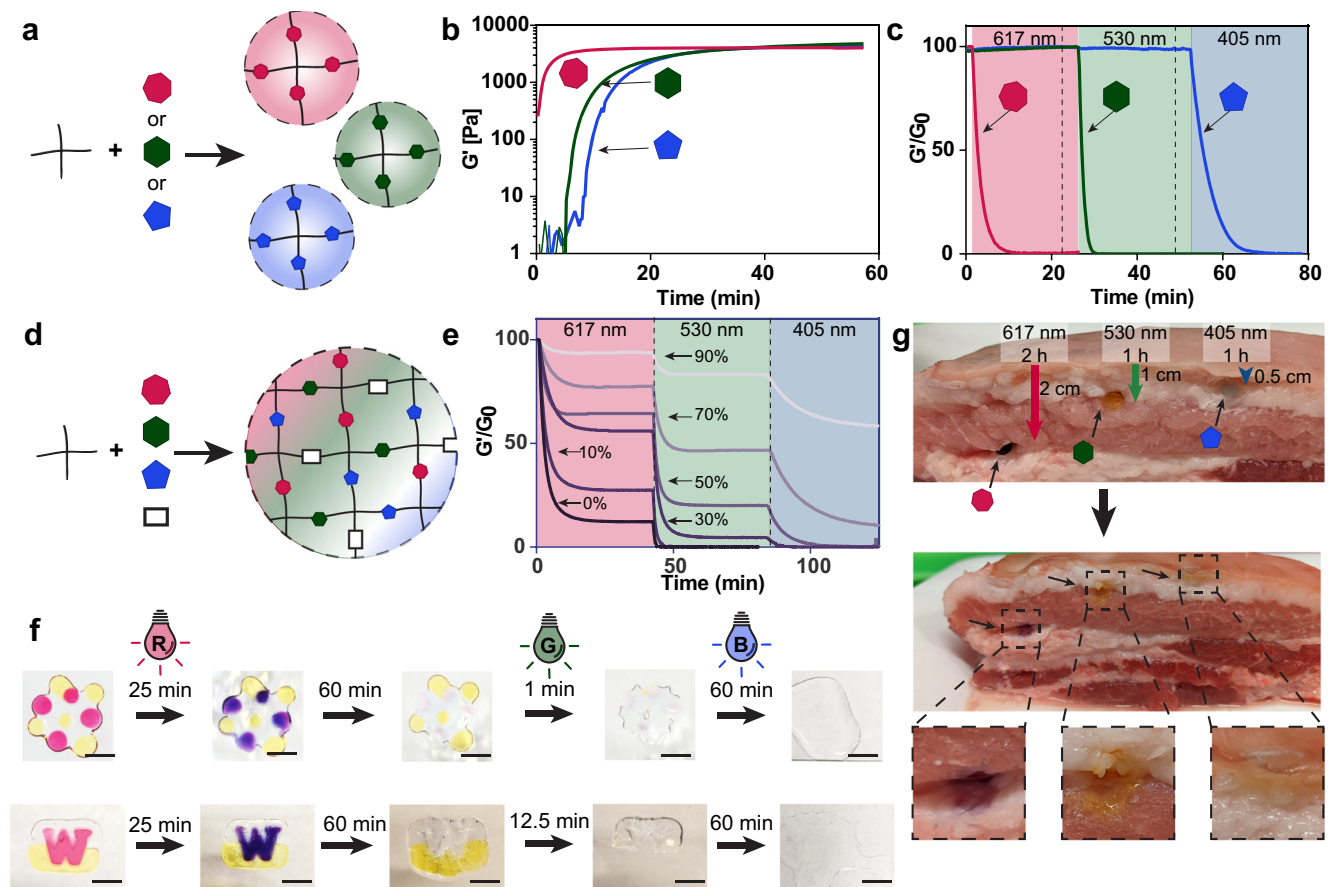 a
or
or
+
b
G' [Pa]
10000
1000
100
10
1
0
20
40
60
Time (min)
c
617 nm
530 nm
405 nm
G'/G0
100
50
0
0
20
40
60
80
Time (min)
d
+
e
617 nm
530 nm
405 nm
G'/G0
100
50
0
90%
70%
10%
50%
0%
30%
0
50
100
Time (min)
g
617 nm
530 nm
405 nm
2 h
1 h
1 h
2 cm
1 cm
0.5 cm
f
R
G
B
25 min
60 min
1 min
60 min
W
W
25 min
60 min
12.5 min
60 min